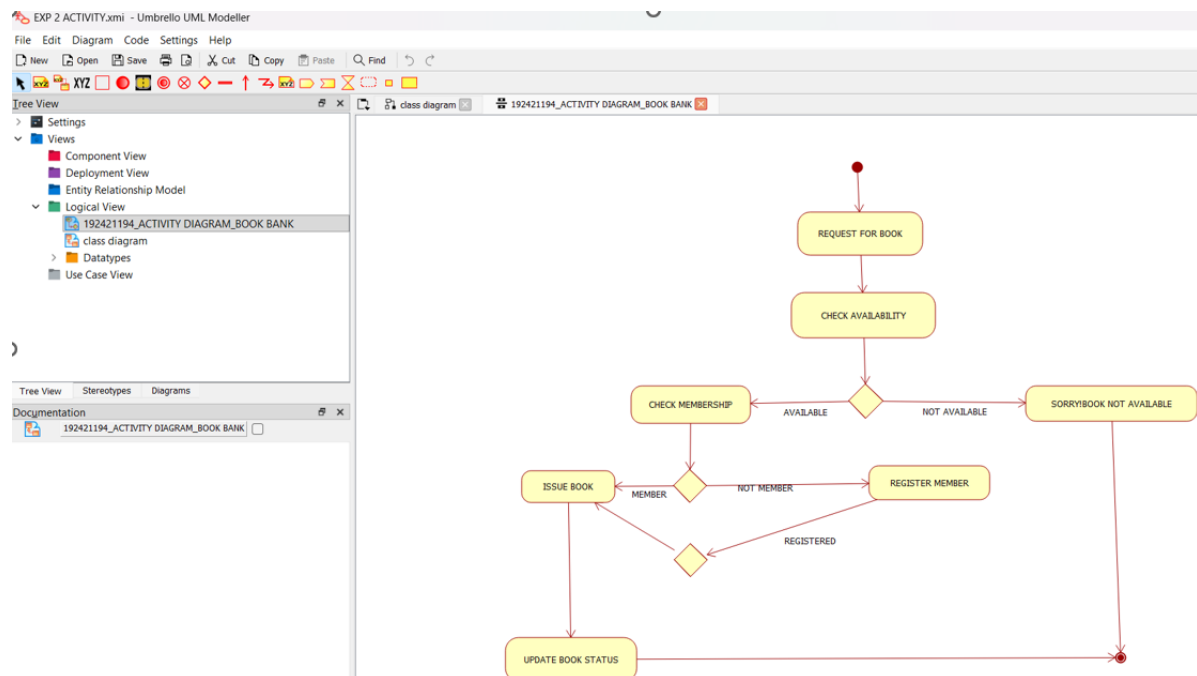 EXP 2 ACTIVITY.xmi - Umbrello UML Modeller
File Edit Diagram Code Settings Help
New Open Save Cut Copy Paste Find
XYZ
Tree View
class diagram
192421194_ACTIVITY DIAGRAM_BOOK BANK
Settings
Views
Component View
Deployment View
Entity Relationship Model
Logical View
192421194_ACTIVITY DIAGRAM_BOOK BANK
class diagram
Datatypes
Use Case View
Tree View Stereotypes Diagrams
Documentation
192421194_ACTIVITY DIAGRAM_BOOK BANK
REQUEST FOR BOOK
CHECK AVAILABILITY
CHECK MEMBERSHIP
AVAILABLE
NOT AVAILABLE
SORRY!BOOK NOT AVAILABLE
ISSUE BOOK
MEMBER
NOT MEMBER
REGISTER MEMBER
REGISTERED
UPDATE BOOK STATUS